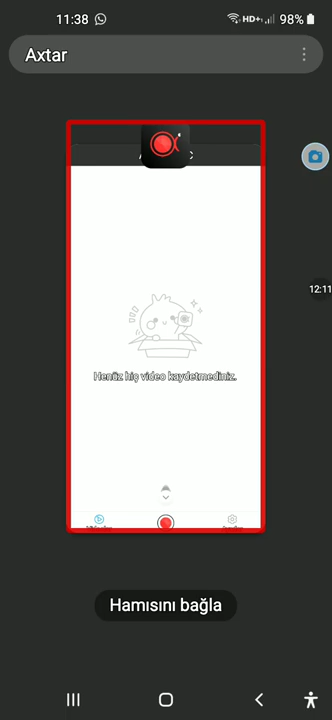 11:38
HD+ 98%
Axtar
12:11
Henüz hiç video kaydetmediniz.
Hamısını bağla